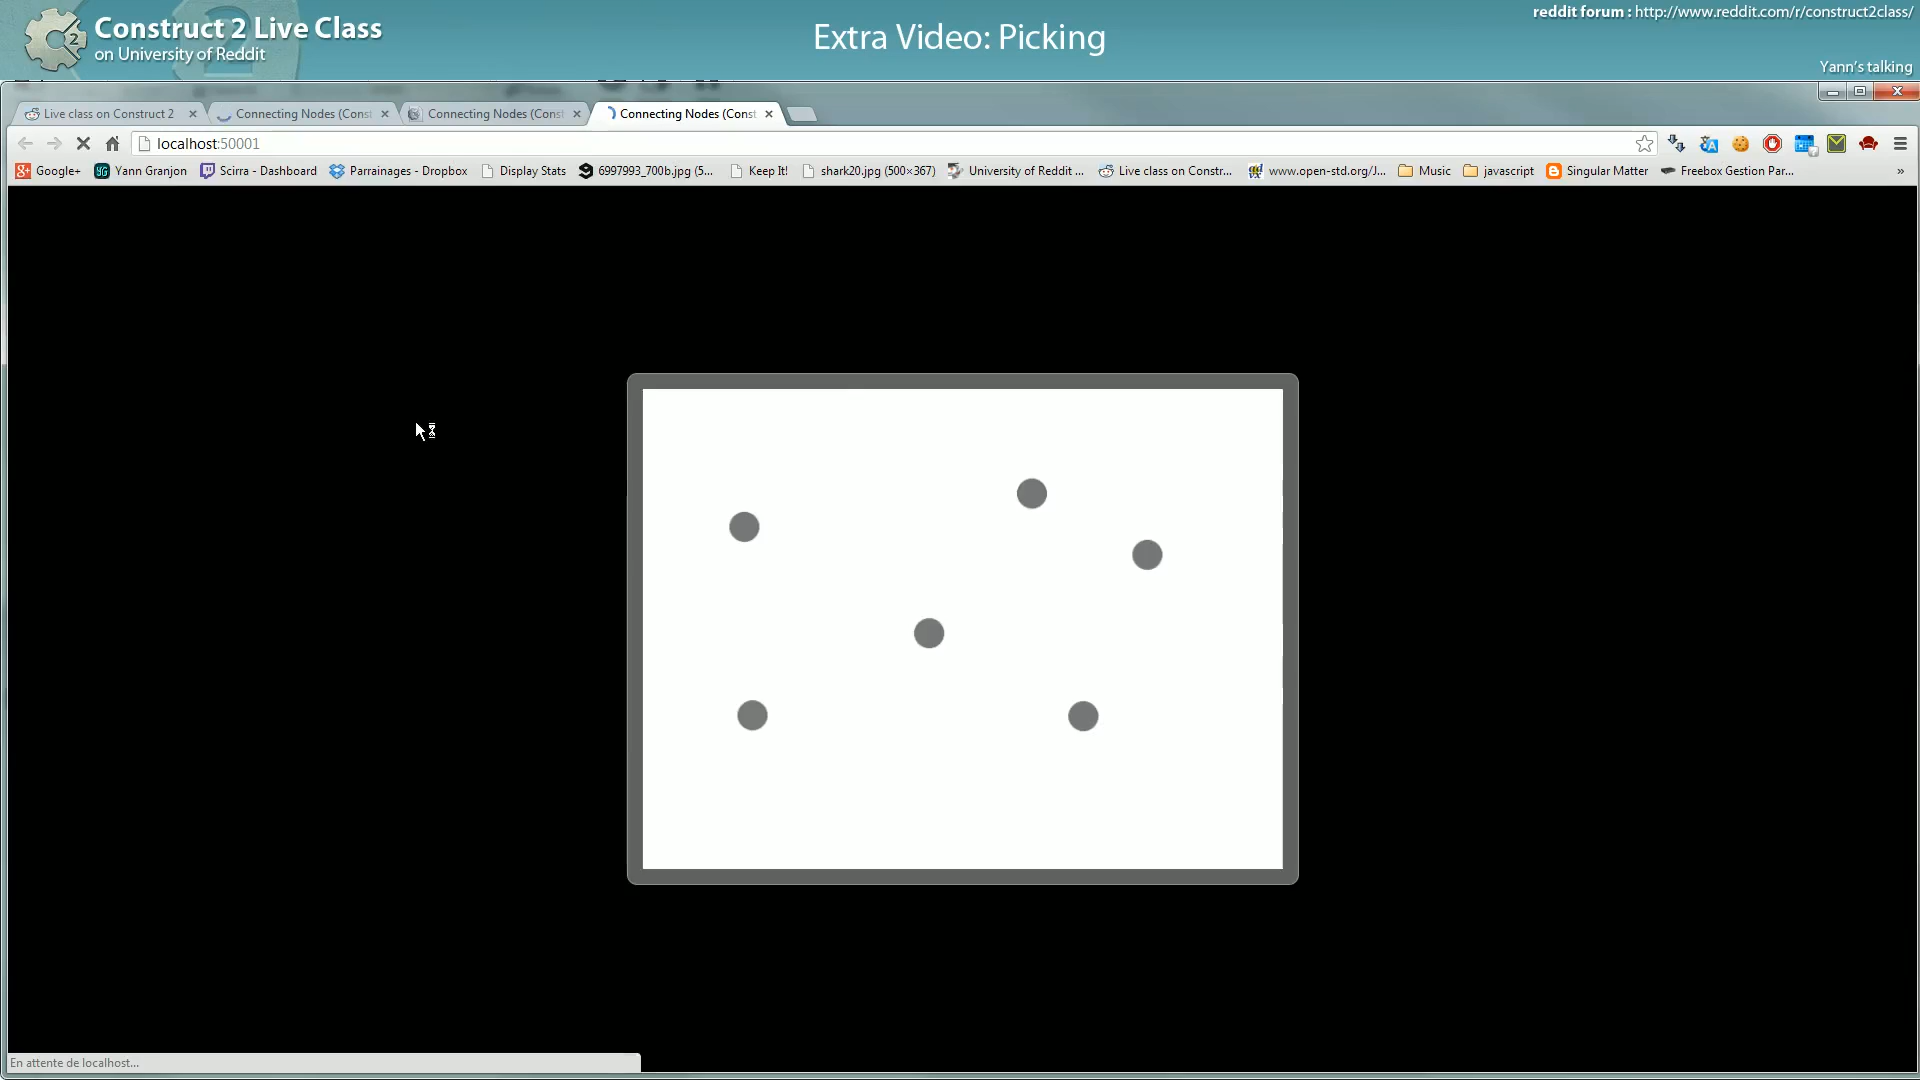 Construct 2 Live Class
on University of Reddit
Extra Video: Picking
reddit forum : http://www.reddit.com/r/construct2class/
Yann's talking
Live class on Construct 2
Connecting Nodes (Const
Connecting Nodes (Const
Connecting Nodes (Const
localhost:50001
Google+
Yann Granjon
Scirra - Dashboard
Parrainages - Dropbox
Display Stats
6997993_700b.jpg (5...
Keep It!
shark20.jpg (500×367)
University of Reddit ...
Live class on Constr...
www.open-std.org/J...
Music
javascript
Singular Matter
Freebox Gestion Par...
»
En attente de localhost...